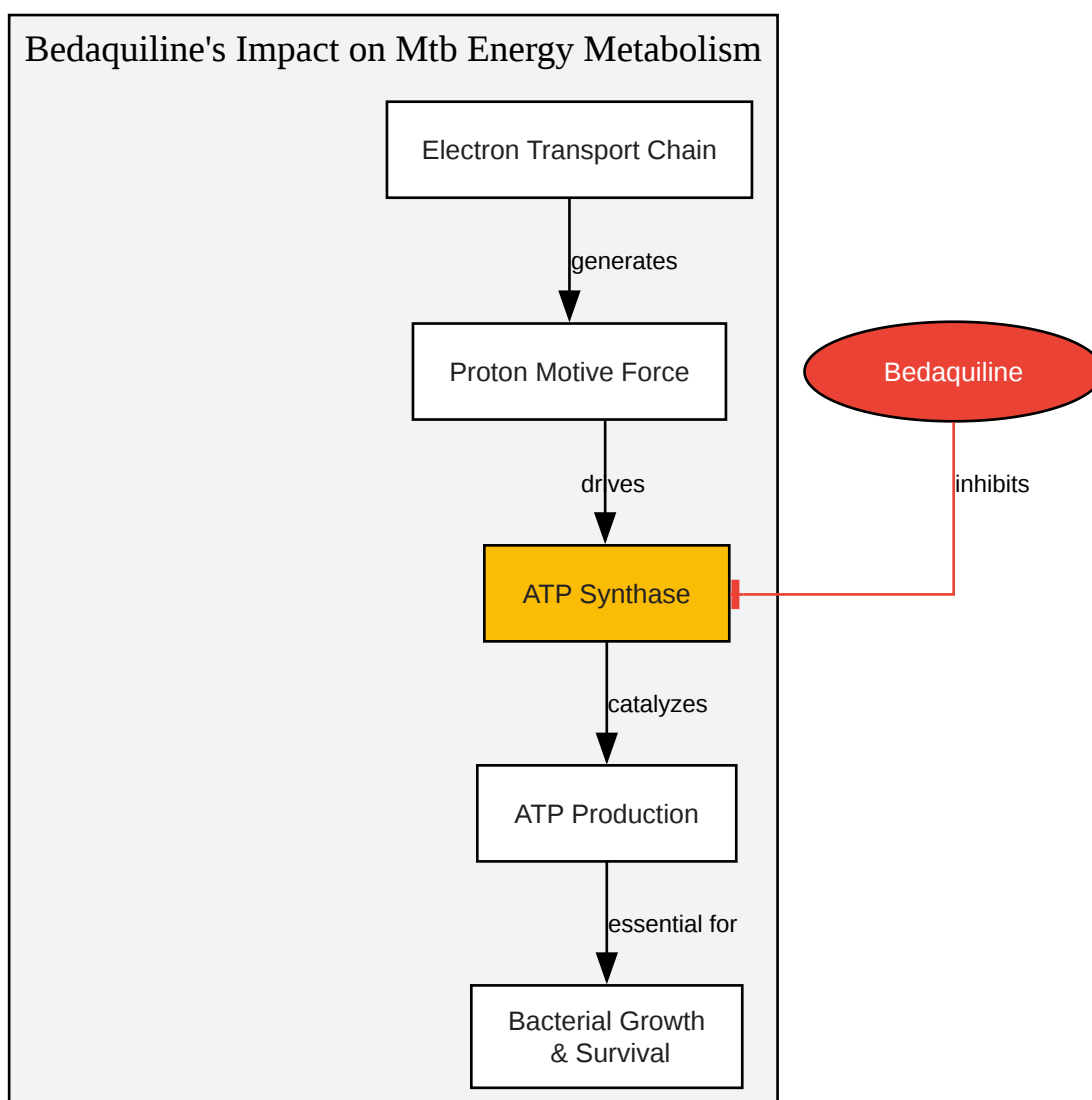 Bedaquiline's Impact on Mtb Energy Metabolism
Electron Transport Chain
generates
Proton Motive Force
Bedaquiline
drives
inhibits
ATP Synthase
catalyzes
ATP Production
essential for
Bacterial Growth
& Survival